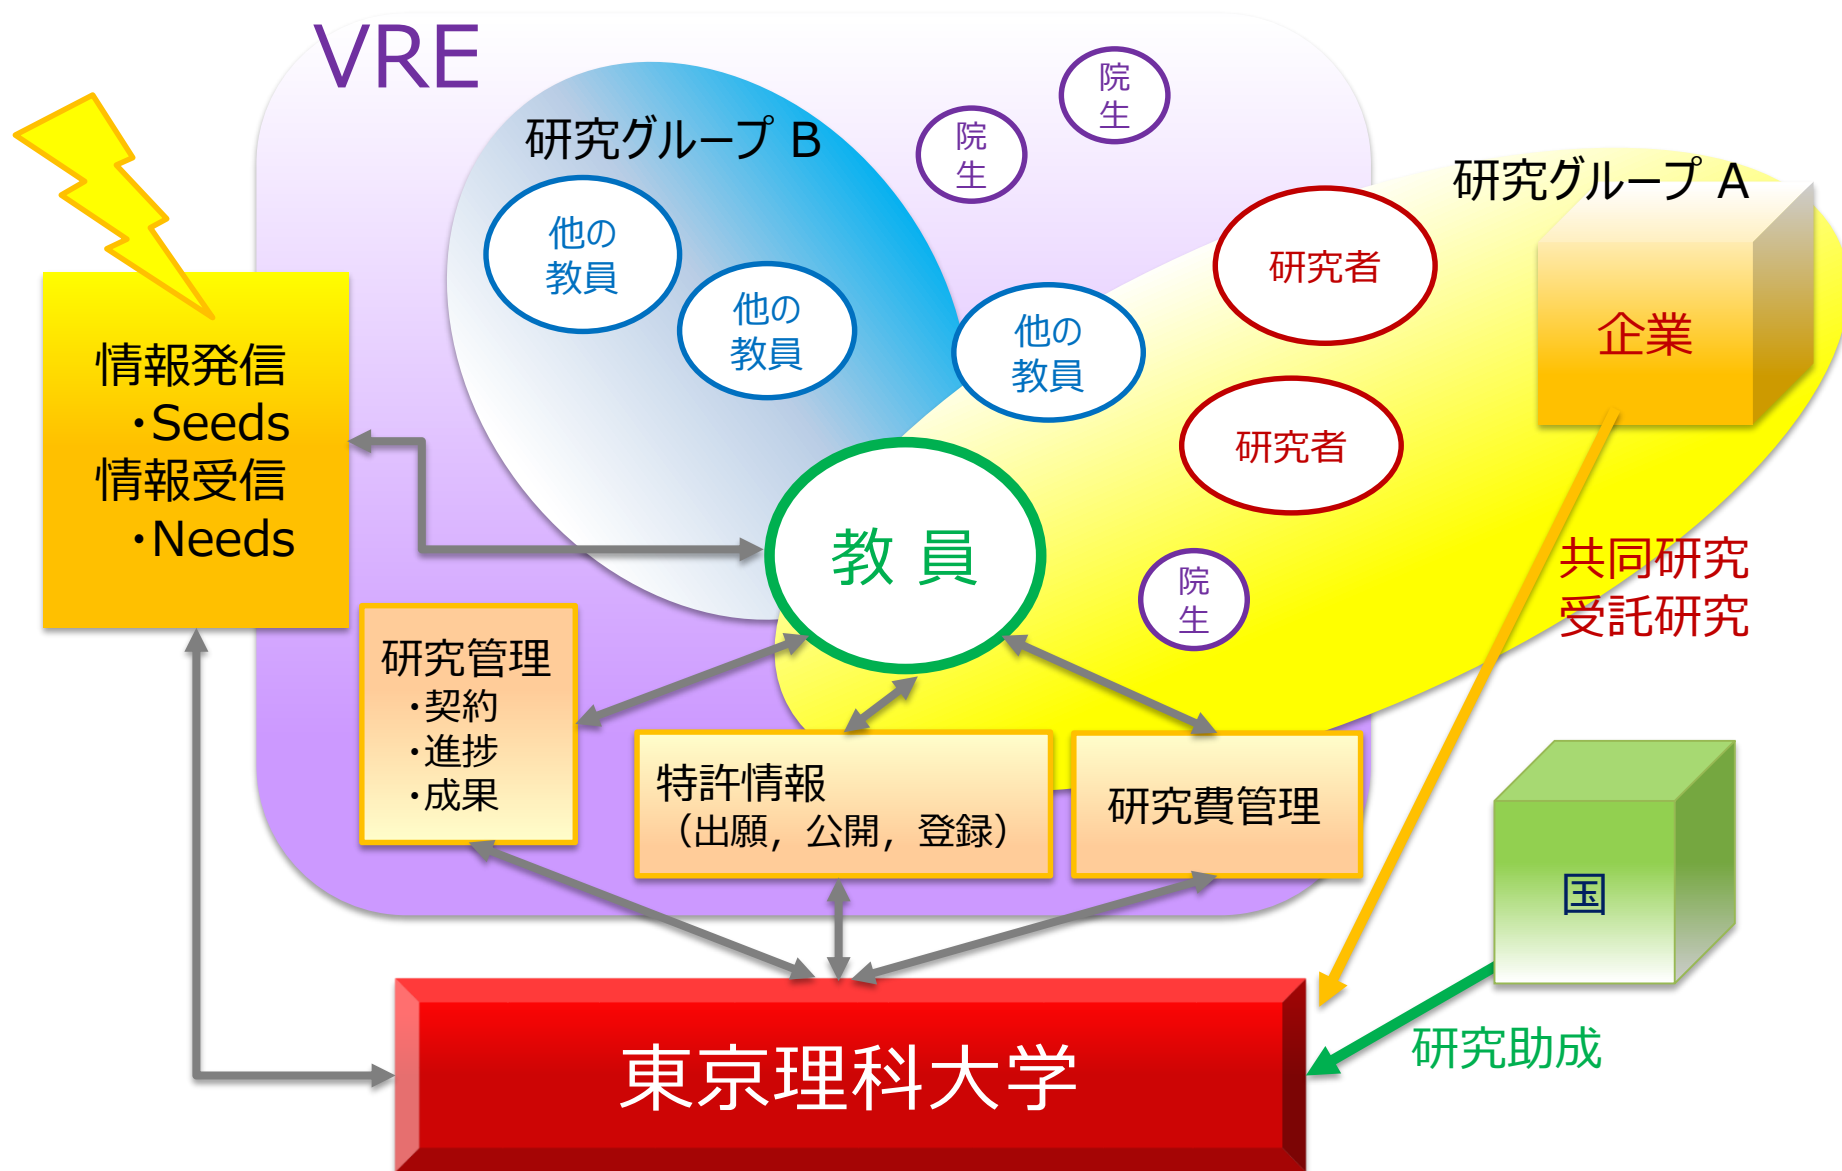 VRE
研究グループ B
院
生
院
生
研究グループ A
他の
教員
他の
教員
他の
教員
研究者
研究者
企業
情報発信
・Seeds
情報受信
・Needs
教 員
院
生
共同研究
受託研究
研究管理
・契約
・進捗
・成果
特許情報
（出願，公開，登録）
研究費管理
国
研究助成
東京理科大学